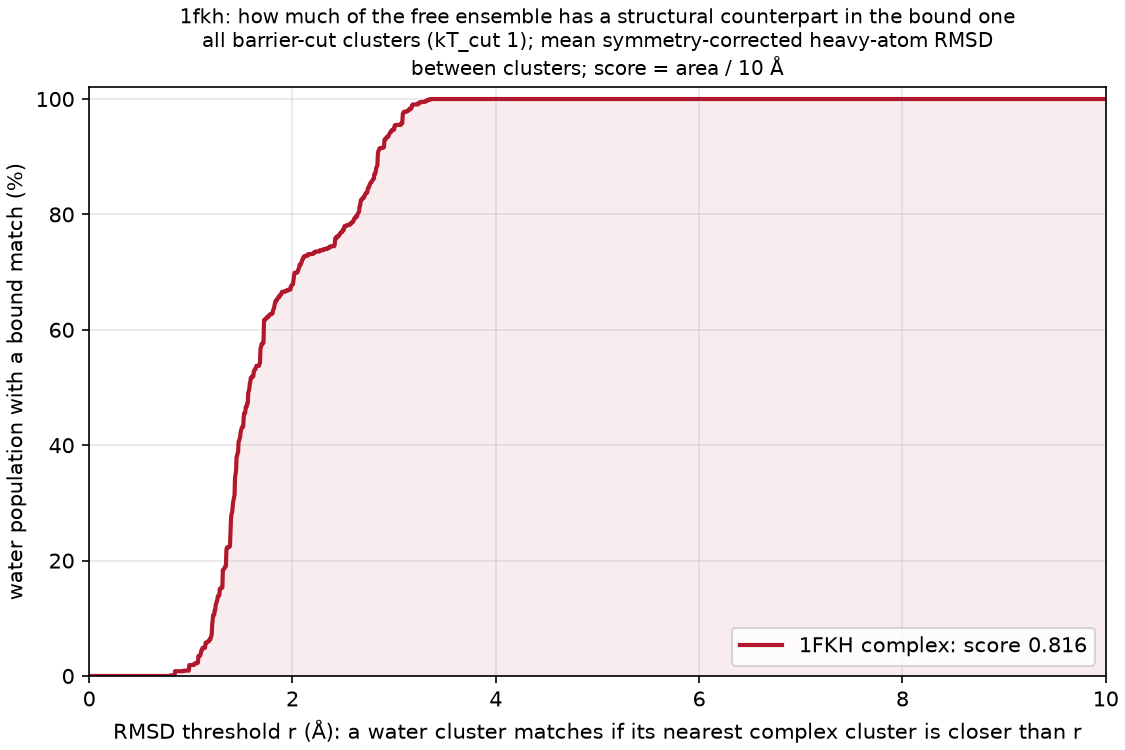 1fkh: how much of the free ensemble has a structural counterpart in the bound one
all barrier-cut clusters (kT_cut 1); mean symmetry-corrected heavy-atom RMSD
between clusters; score = area / 10 Å
water population with a bound match (%)
100
80
60
40
20
0
1FKH complex: score 0.816
0 2 4 6 8 10
RMSD threshold r (Å): a water cluster matches if its nearest complex cluster is closer than r